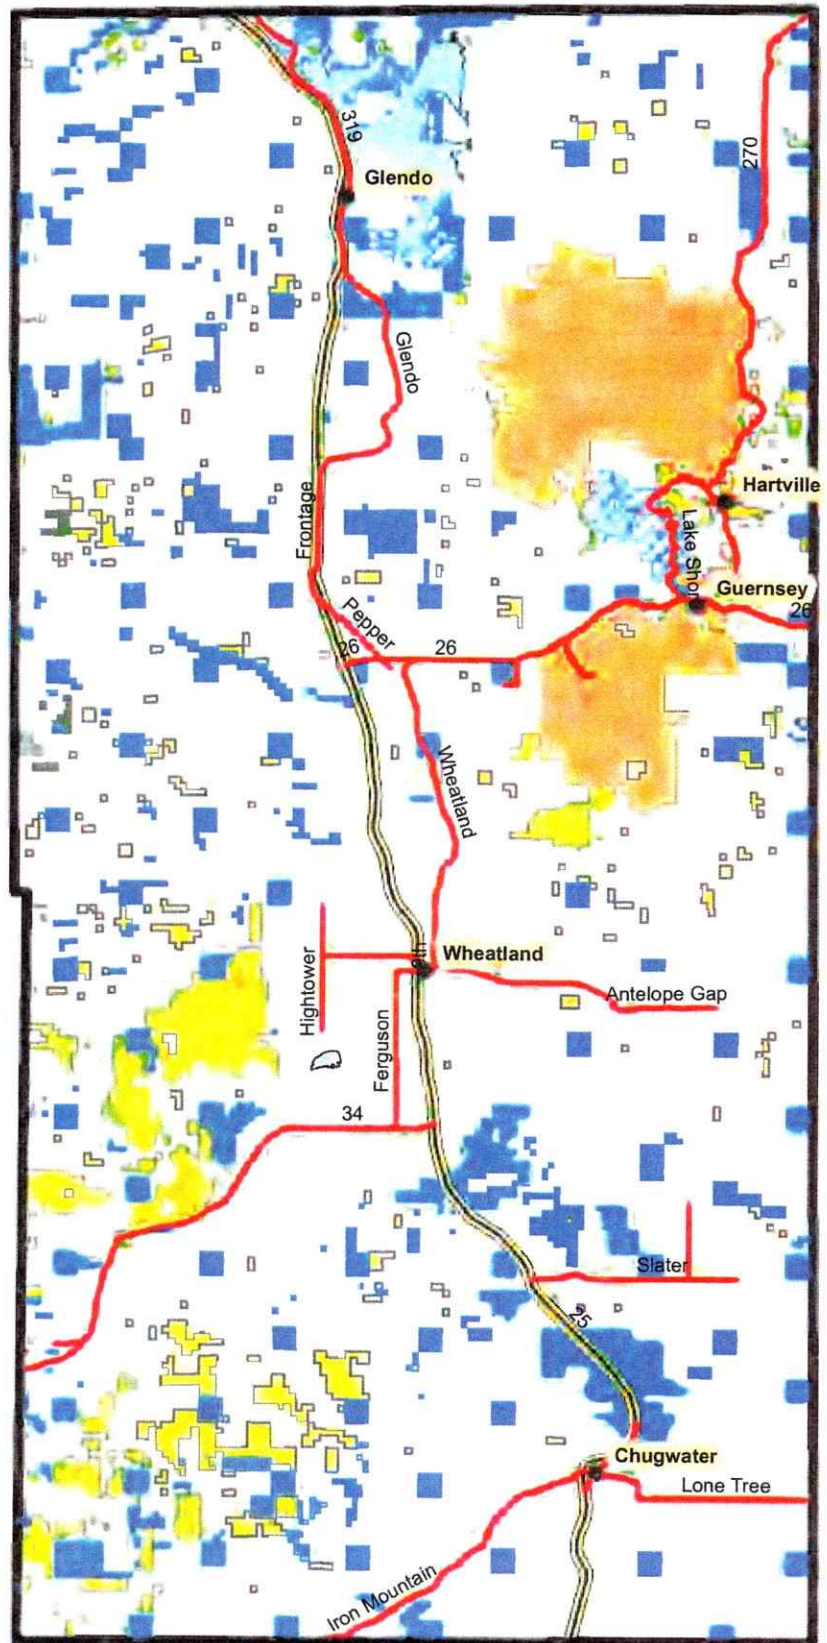 319
Glendo
270
Glendo
Hartville
Frontage
Lake Shor
Guernsey
26
Pepper
26
26
Wheatland
Wheatland
Hightower
Antelope Gap
Ferguson
34
Slater
25
Chugwater
Lone Tree
Iron Mountain